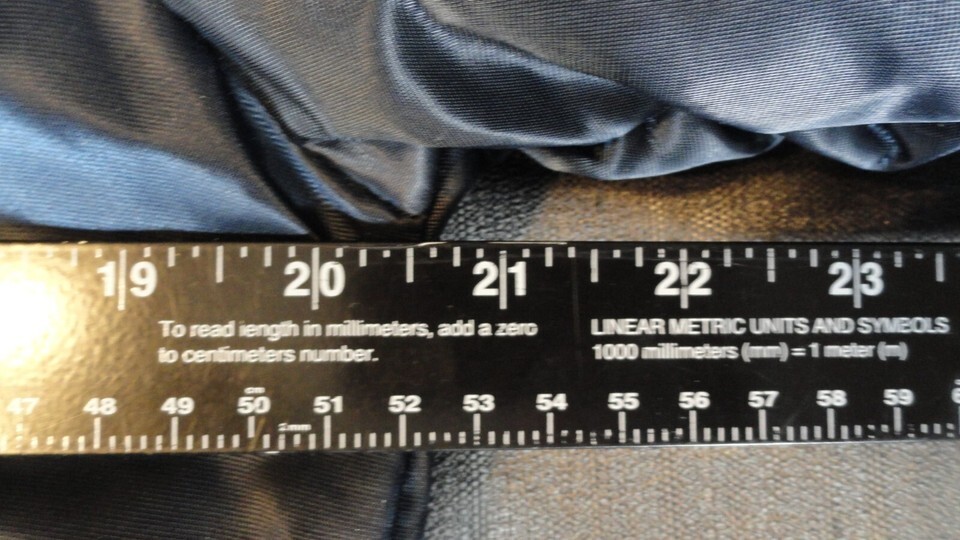 19 20 21 22 23
To read length in millimeters, add a zero
to centimeters number.
LINEAR METRIC UNITS AND SYMBOLS
1000 millimeters (mm) = 1 meter (m)
cm
47 48 49 50 51 52 53 54 55 56 57 58 59
mm